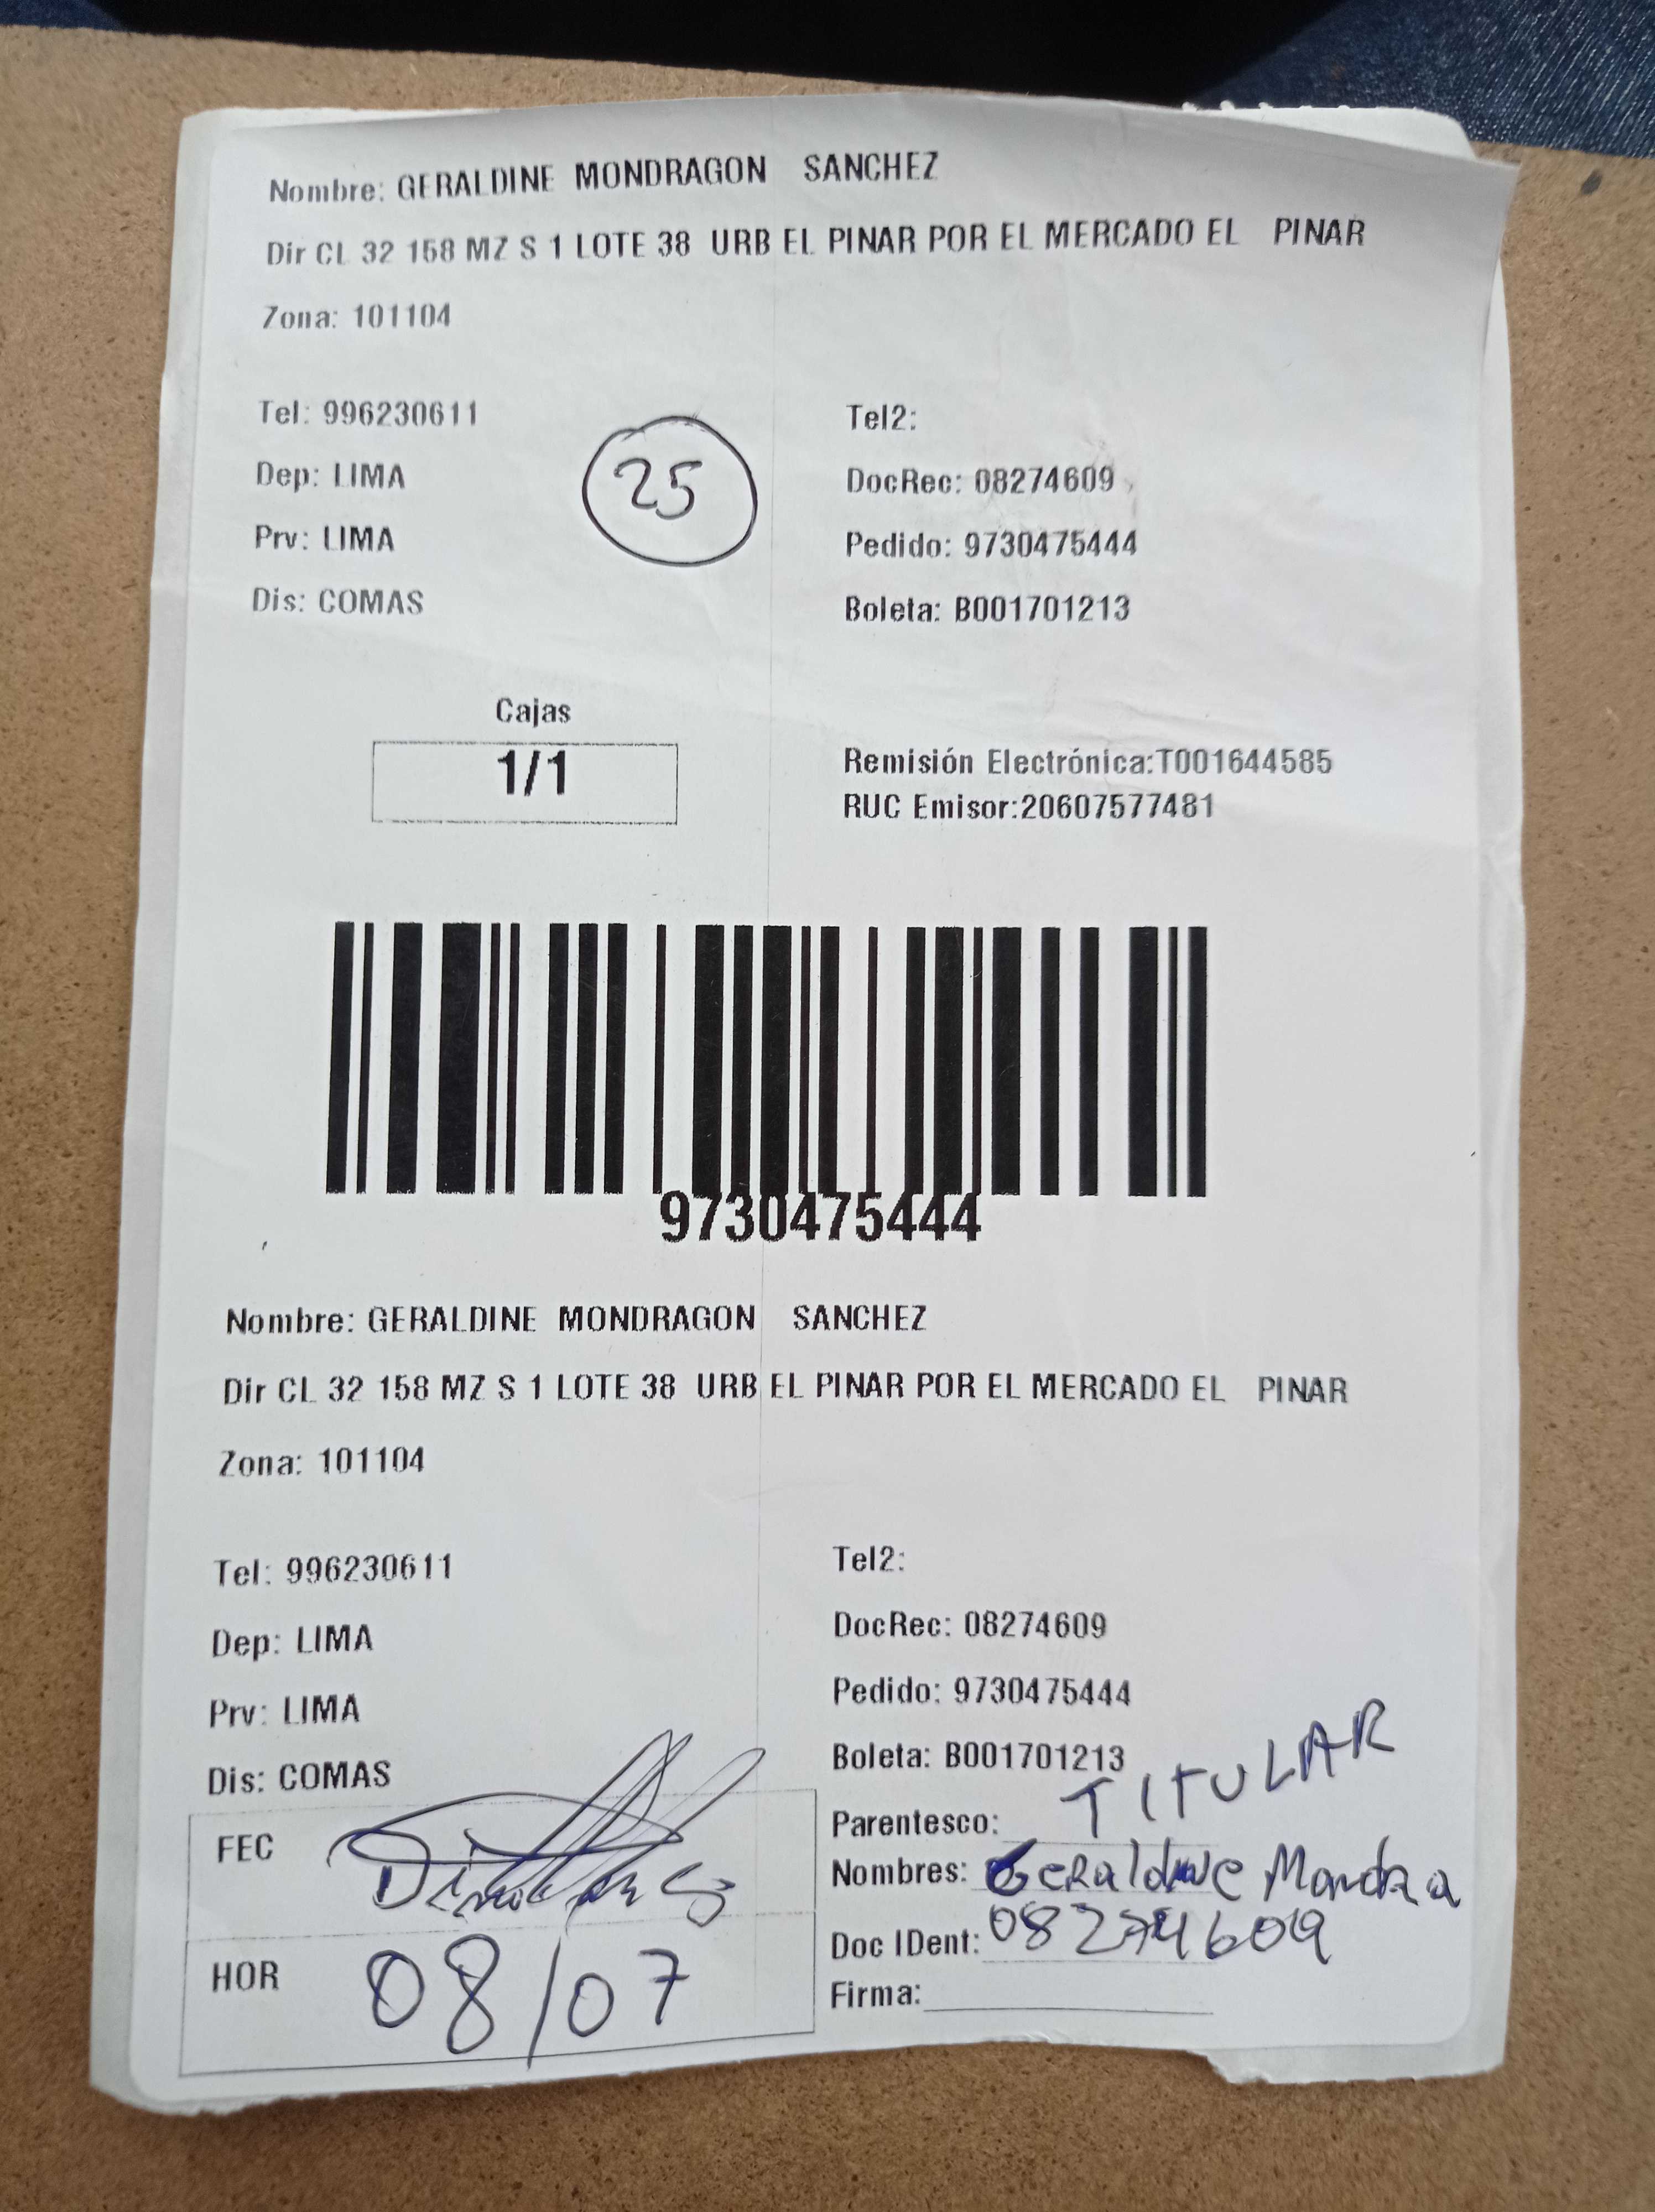 Nombre: GERALDINE MONDRAGON SANCHEZ
Dir CL 32 158 MZ S 1 LOTE 38 URB EL PINAR POR EL MERCADO EL PINAR
Zona: 101104
Tel: 996230611
Tel2:
25
Dep: LIMA
DocRec: 08274609
Prv: LIMA
Pedido: 9730475444
Dis: COMAS
Boleta: B001701213
Cajas
1/1
Remisión Electrónica:T001644585
RUC Emisor:20607577481
9730475444
Nombre: GERALDINE MONDRAGON SANCHEZ
Dir CL 32 158 MZ S 1 LOTE 38 URB EL PINAR POR EL MERCADO EL PINAR
Zona: 101104
Tel: 996230611
Tel2:
Dep: LIMA
DocRec: 08274609
Prv: LIMA
Pedido: 9730475444
Dis: COMAS
Boleta: B001701213
FEC
Parentesco: TITULAR
Nombres: Geraldine Mondra
Doc IDent: 08274609
HOR 08/07
Firma: